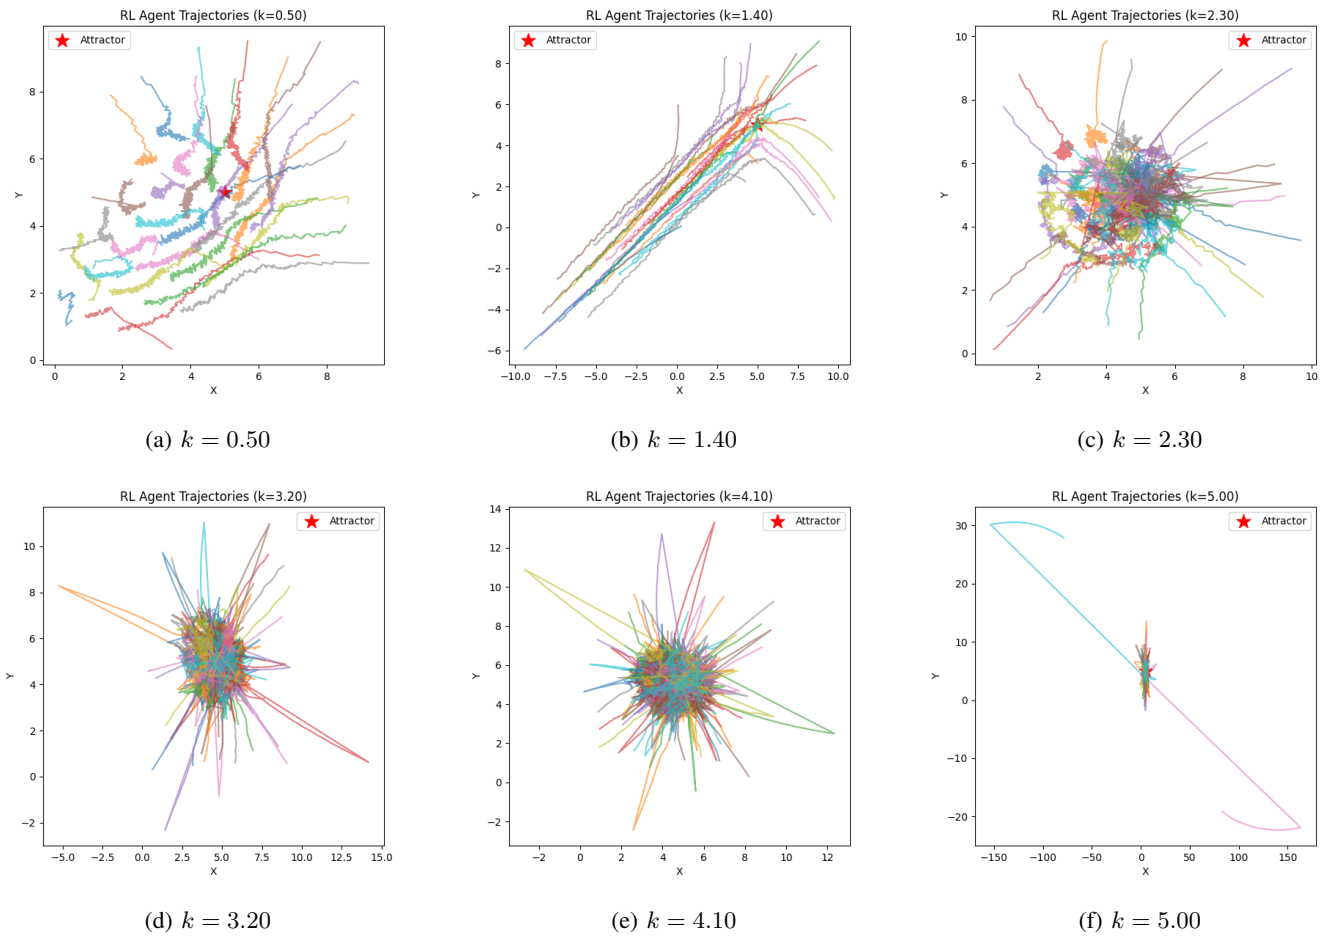 RL Agent Trajectories (k=0.50)
Attractor
8
6
4
2
0
Y
0 2 4 6 8
X
(a) k = 0.50
RL Agent Trajectories (k=1.40)
Attractor
8
6
4
2
0
−2
−4
−6
Y
−10.0 −7.5 −5.0 −2.5 0.0 2.5 5.0 7.5 10.0
X
(b) k = 1.40
RL Agent Trajectories (k=2.30)
Attractor
10
8
6
4
2
0
Y
2 4 6 8 10
X
(c) k = 2.30
RL Agent Trajectories (k=3.20)
Attractor
10
8
6
4
2
0
−2
Y
−5.0 −2.5 0.0 2.5 5.0 7.5 10.0 12.5 15.0
X
(d) k = 3.20
RL Agent Trajectories (k=4.10)
Attractor
14
12
10
8
6
4
2
0
−2
Y
−2 0 2 4 6 8 10 12
X
(e) k = 4.10
RL Agent Trajectories (k=5.00)
Attractor
30
20
10
0
−10
−20
Y
−150 −100 −50 0 50 100 150
X
(f) k = 5.00